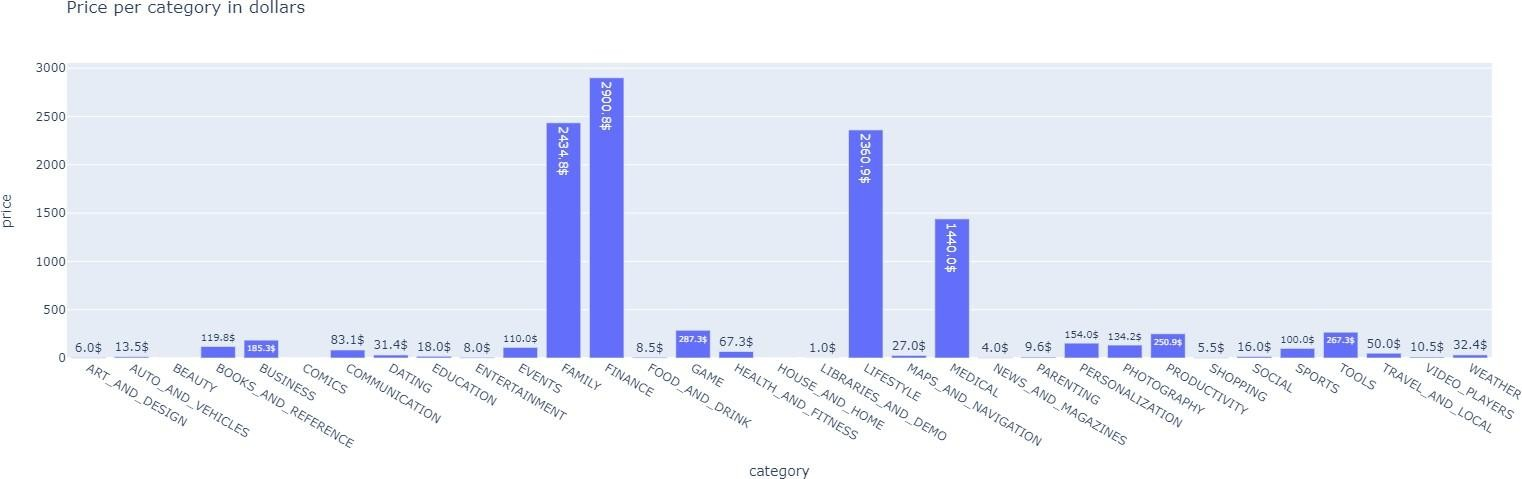 Price per category in dollars
price
3000
2500
2000
1500
1000
500
0
6.0$
13.5$
119.8$
185.3$
83.1$
31.4$
18.0$
8.0$
110.0$
2434.8$
2900.8$
8.5$
287.3$
67.3$
1.0$
2360.9$
27.0$
1440.0$
4.0$
9.6$
154.0$
134.2$
250.9$
5.5$
16.0$
100.0$
267.3$
50.0$
10.5$
32.4$
ART_AND_DESIGN
AUTO_AND_VEHICLES
BEAUTY
BOOKS_AND_REFERENCE
BUSINESS
COMICS
COMMUNICATION
DATING
EDUCATION
ENTERTAINMENT
EVENTS
FAMILY
FINANCE
FOOD_AND_DRINK
GAME
HEALTH_AND_FITNESS
HOUSE_AND_HOME
LIBRARIES_AND_DEMO
LIFESTYLE
MAPS_AND_NAVIGATION
MEDICAL
NEWS_AND_MAGAZINES
PARENTING
PERSONALIZATION
PHOTOGRAPHY
PRODUCTIVITY
SHOPPING
SOCIAL
SPORTS
TOOLS
TRAVEL_AND_LOCAL
VIDEO_PLAYERS
WEATHER
category